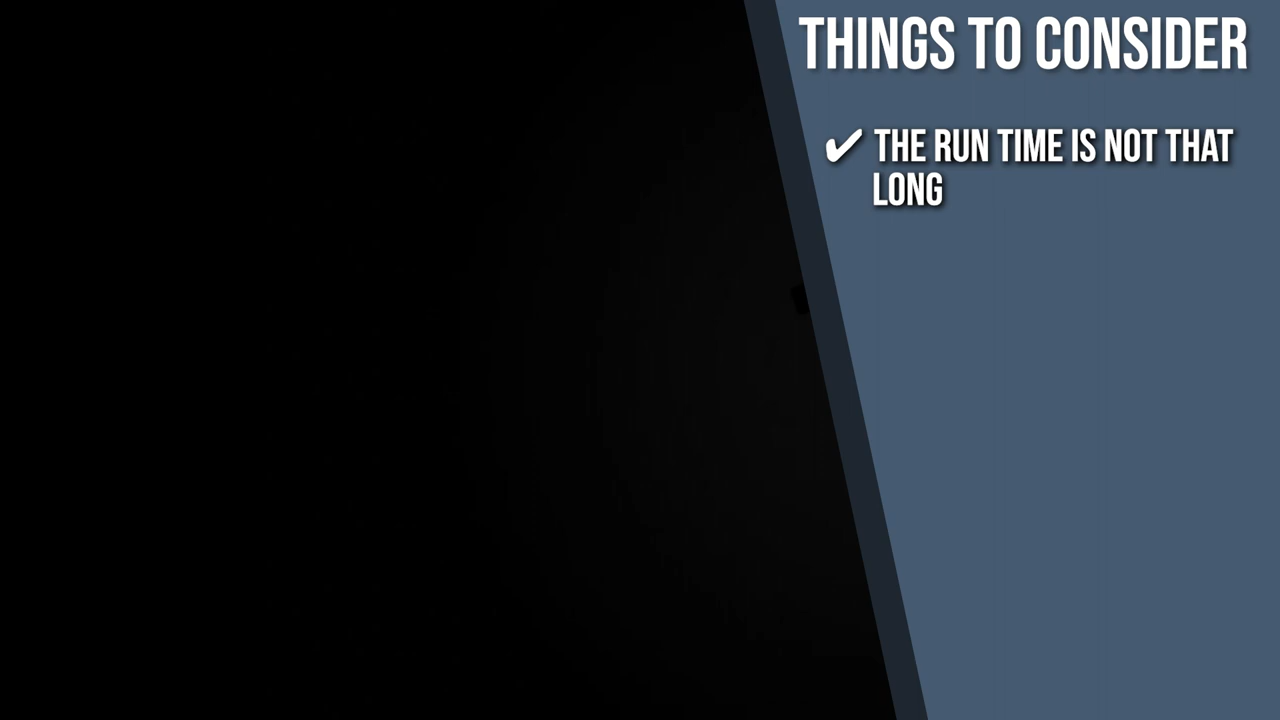 THINGS TO CONSIDER
✔ THE RUN TIME IS NOT THAT
LONG